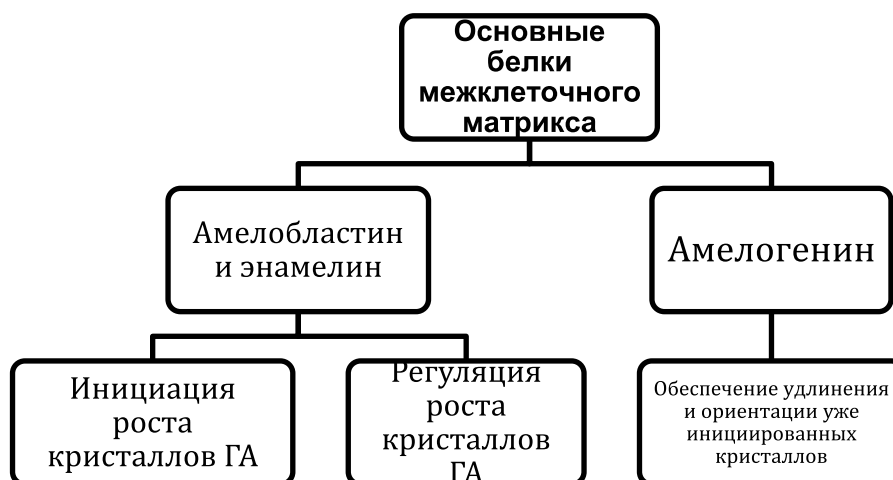 Основные
белки
межклеточного
матрикса
Амелобластин
и энамелин
Амелогенин
Инициация
роста
кристаллов ГА
Регуляция
роста
кристаллов
ГА
Обеспечение удлинения
и ориентации уже
инициированных
кристаллов